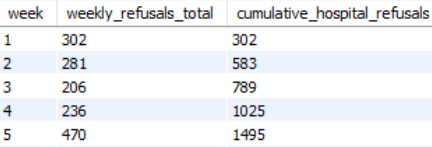 week weekly_refusals_total cumulative_hospital_refusals
1 302 302
2 281 583
3 206 789
4 236 1025
5 470 1495